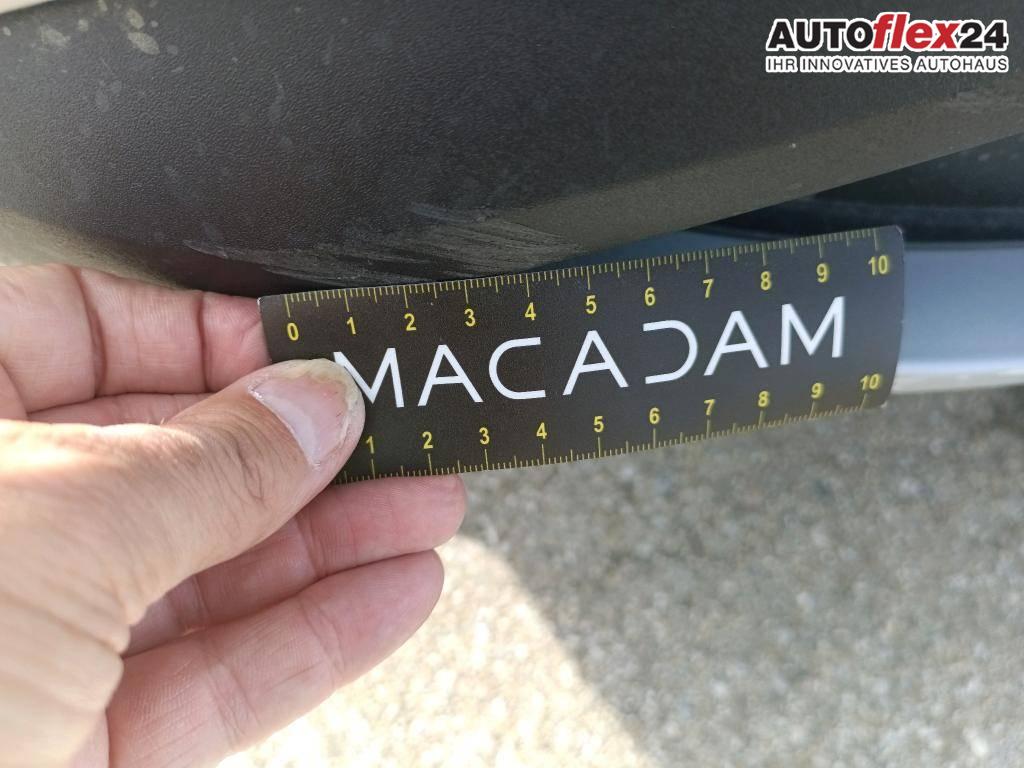 AUTOflex24
IHR INNOVATIVES AUTOHAUS
0 1 2 3 4 5 6 7 8 9 10
MACADAM
1 2 3 4 5 6 7 8 9 10